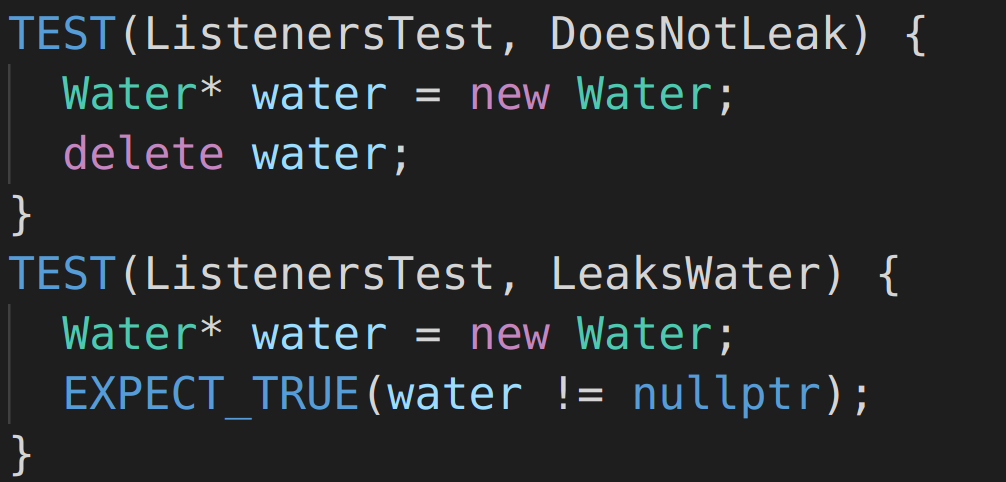 TEST(ListenersTest, DoesNotLeak) {
  Water* water = new Water;
  delete water;
}
TEST(ListenersTest, LeaksWater) {
  Water* water = new Water;
  EXPECT_TRUE(water != nullptr);
}